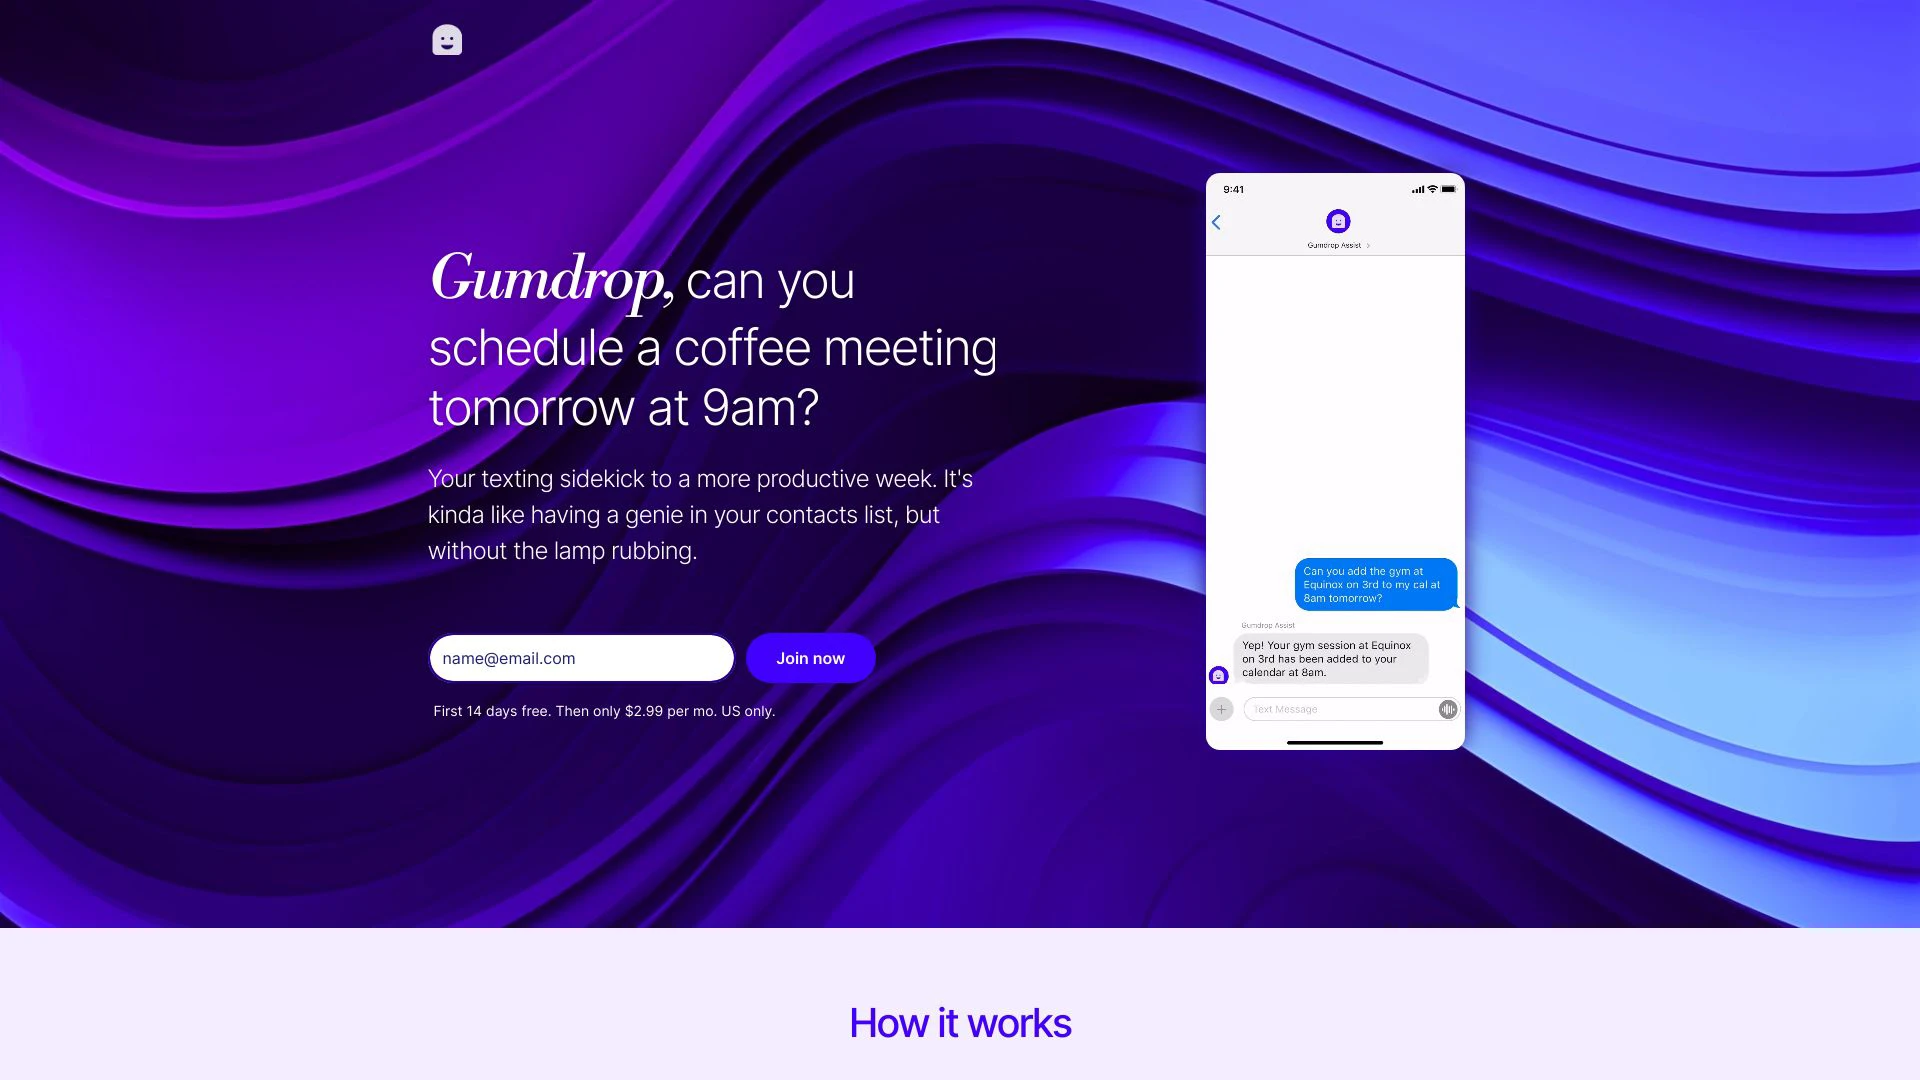 Gumdrop, can you
schedule a coffee meeting
tomorrow at 9am?
Your texting sidekick to a more productive week. It's
kinda like having a genie in your contacts list, but
without the lamp rubbing.
name@email.com
Join now
First 14 days free. Then only $2.99 per mo. US only.
9:41
Gumdrop Assist
Can you add the gym at
Equinox on 3rd to my cal at
8am tomorrow?
Gumdrop Assist
Yep! Your gym session at Equinox
on 3rd has been added to your
calendar at 8am.
Text Message
How it works